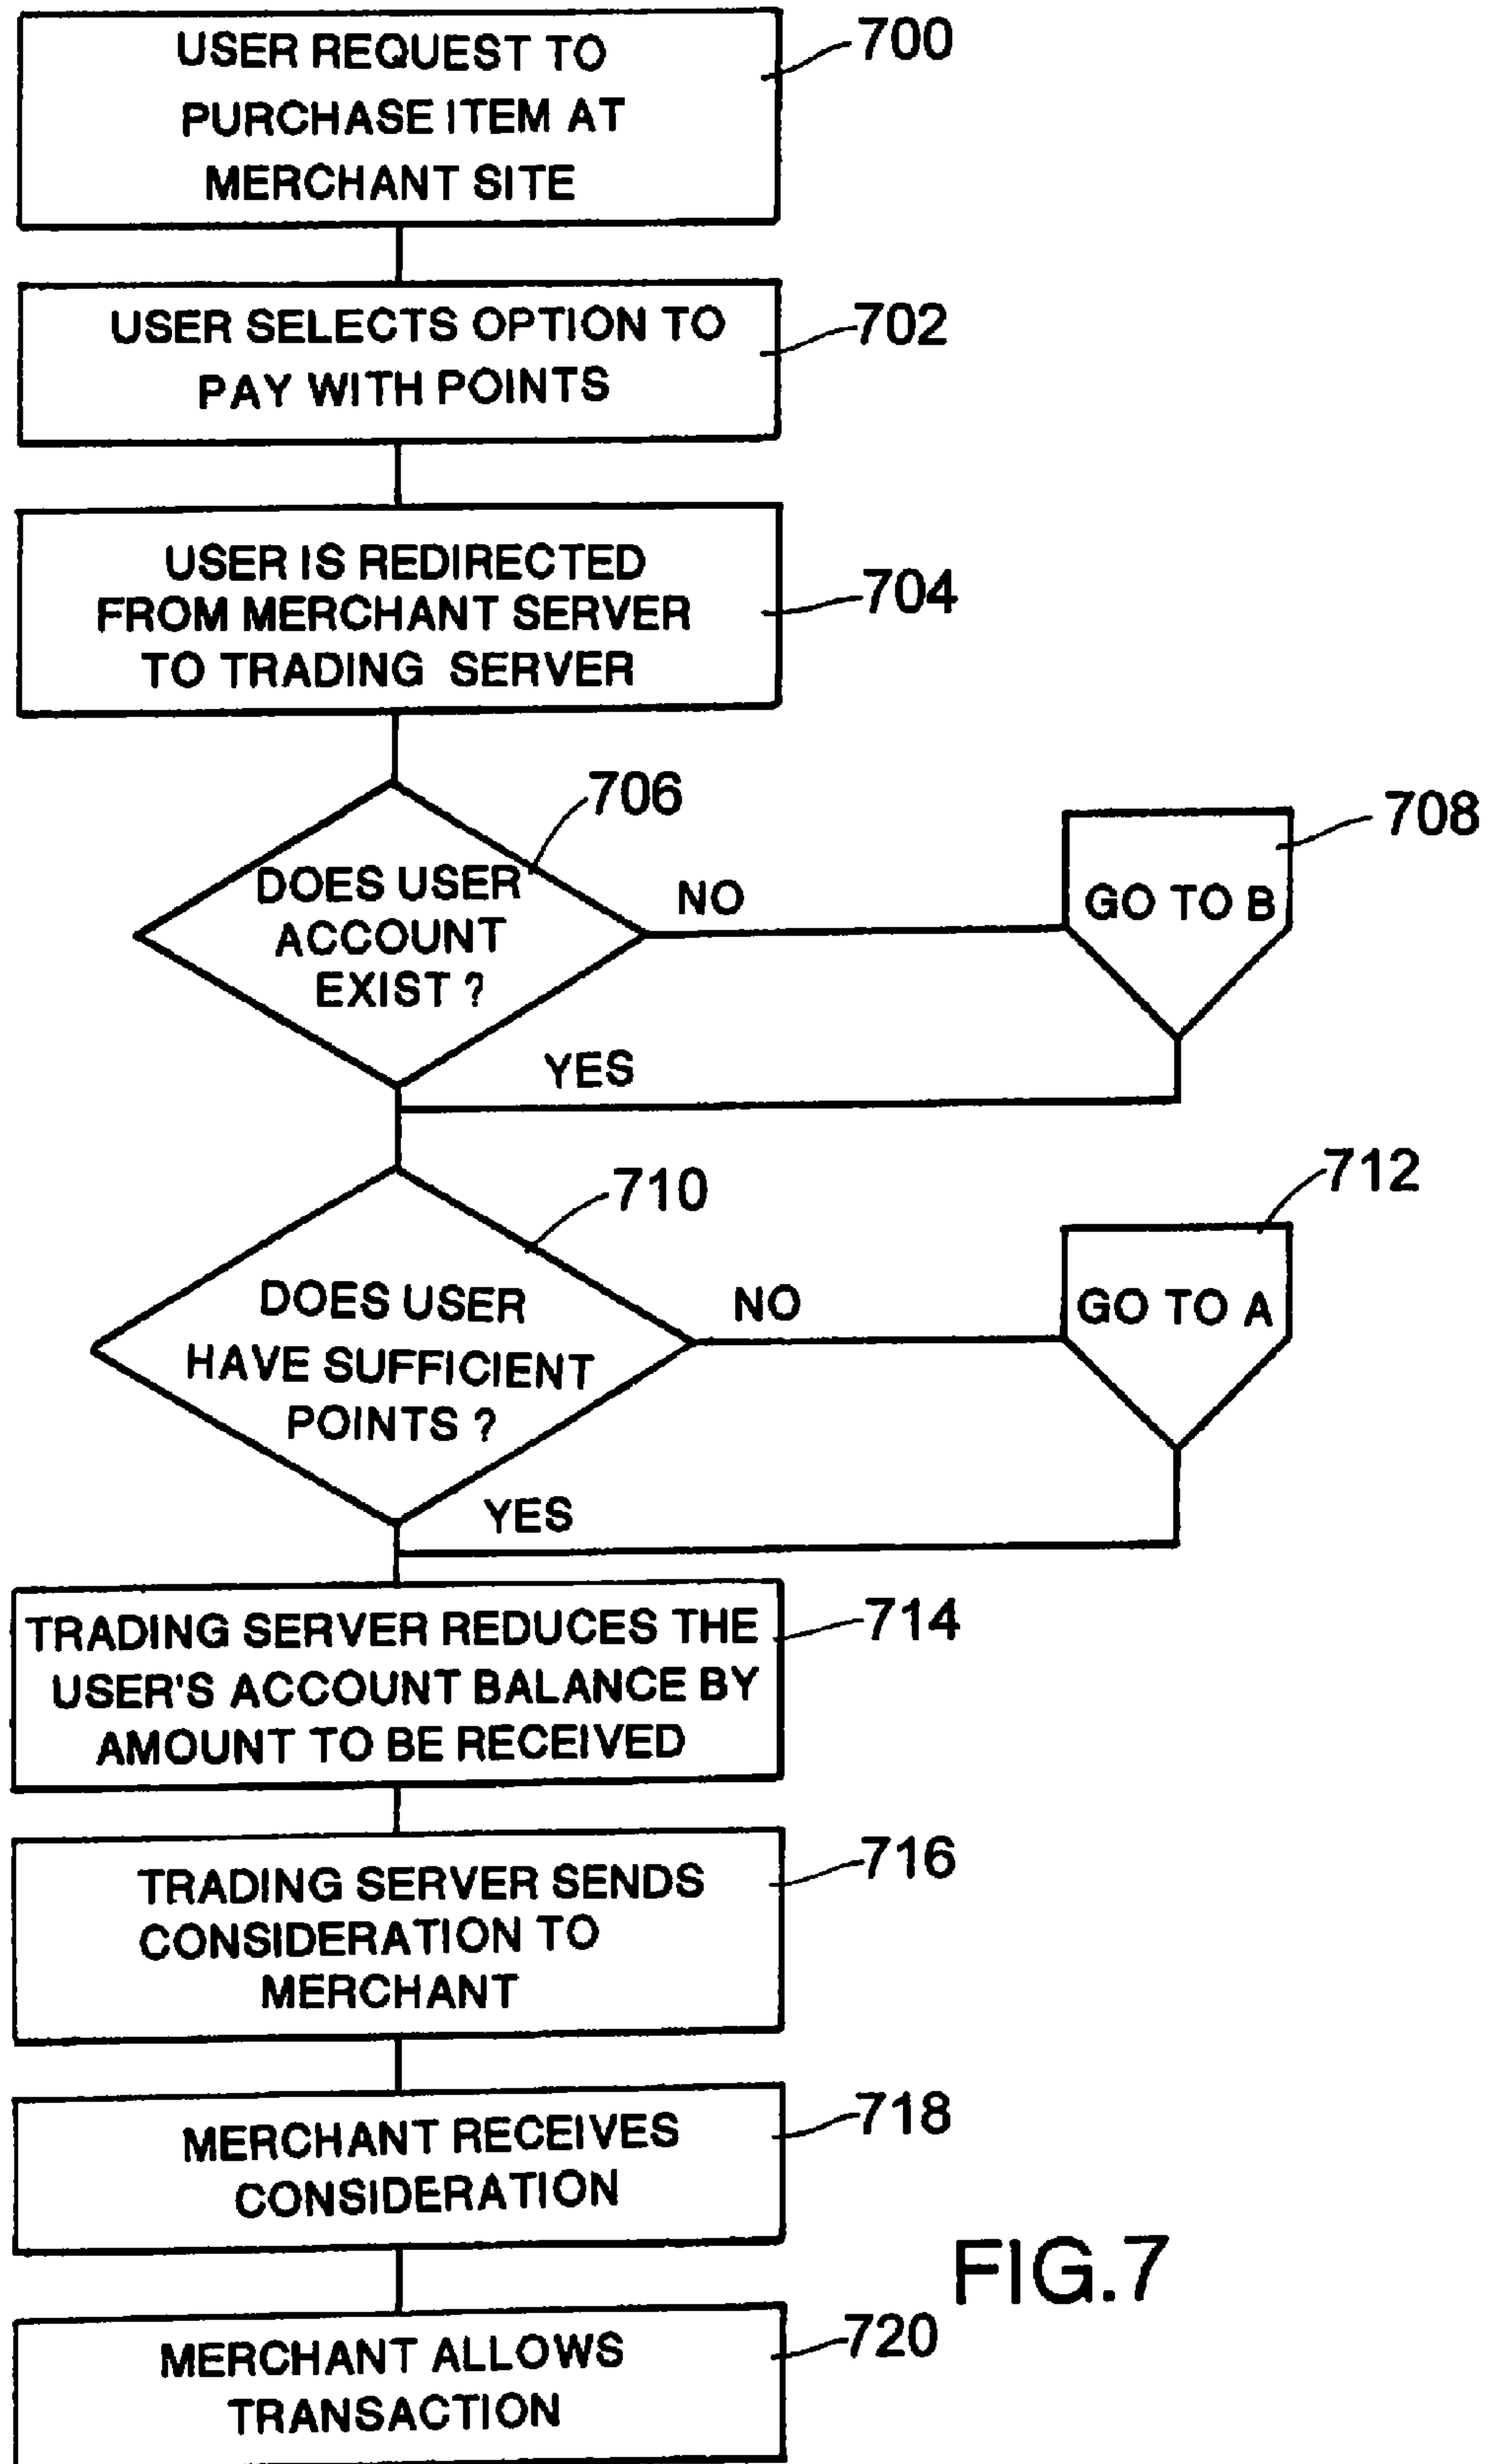 USER REQUEST TO
PURCHASE ITEM AT
MERCHANT SITE
700
USER SELECTS OPTION TO
PAY WITH POINTS
702
USER IS REDIRECTED
FROM MERCHANT SERVER
TO TRADING SERVER
704
706
DOES USER
ACCOUNT
EXIST ?
NO
708
GO TO B
YES
710
DOES USER
HAVE SUFFICIENT
POINTS ?
NO
712
GO TO A
YES
TRADING SERVER REDUCES THE
USER'S ACCOUNT BALANCE BY
AMOUNT TO BE RECEIVED
714
TRADING SERVER SENDS
CONSIDERATION TO
MERCHANT
716
MERCHANT RECEIVES
CONSIDERATION
718
MERCHANT ALLOWS
TRANSACTION
720
FIG.7